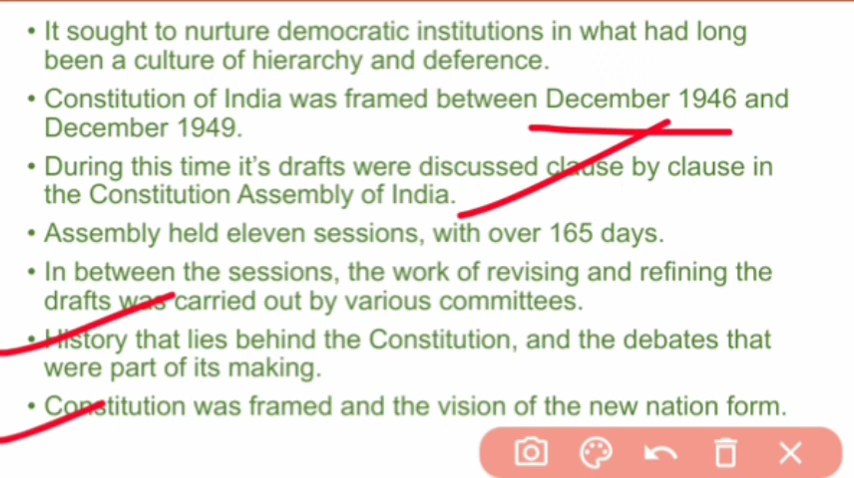 • It sought to nurture democratic institutions in what had long
been a culture of hierarchy and deference.
• Constitution of India was framed between December 1946 and
December 1949.
• During this time it's drafts were discussed clause by clause in
the Constitution Assembly of India.
• Assembly held eleven sessions, with over 165 days.
• In between the sessions, the work of revising and refining the
drafts was carried out by various committees.
• History that lies behind the Constitution, and the debates that
were part of its making.
• Constitution was framed and the vision of the new nation form.